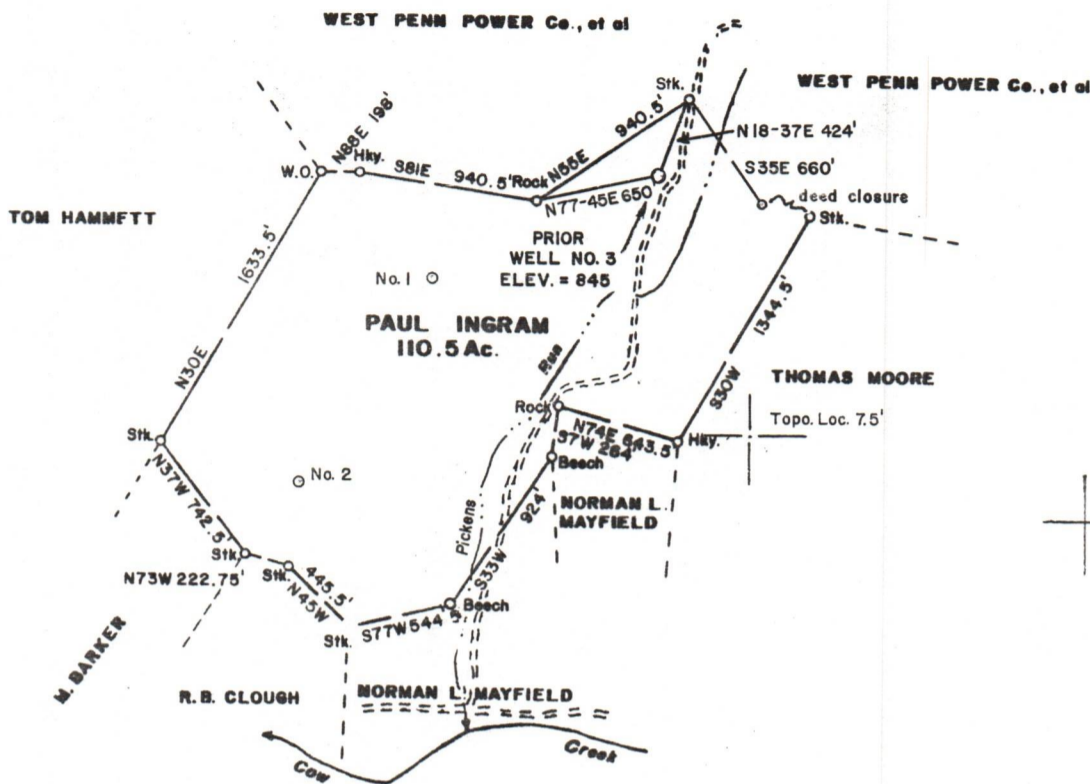 WEST PENN POWER Co., et al
WEST PENN POWER Co., et al
Stk.
N18-37E 424'
940.5'
N55E
S35E 660'
N88E 198'
Hky.
W.O.
S81E
940.5'
Rock
N77-45E 650'
deed closure
Stk.
TOM HAMMETT
1633.5'
N30E
PRIOR
WELL NO. 3
ELEV. = 845
No. 1
PAUL INGRAM
110.5 Ac.
1344.5'
S30W
Run
THOMAS MOORE
Topo. Loc. 7.5'
Rock
N74E 643.5'
Hky.
S7W 264'
Beech
Stk.
N37W 742.5'
No. 2
NORMAN L.
MAYFIELD
Pickens
924'
S33W
Stk.
N73W 222.75'
Stk.
445.5'
N45W
Beech
Stk.
S77W 544.5'
M. BARKER
R.B. CLOUGH
NORMAN L. MAYFIELD
Cow
Creek